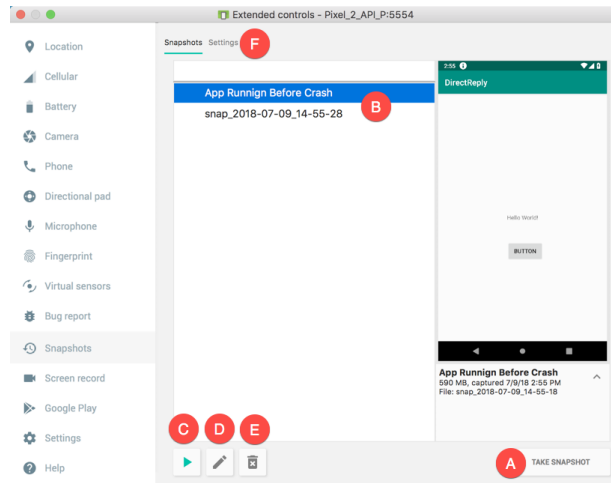 Extended controls - Pixel_2_API_P:5554
Location
Cellular
Battery
Camera
Phone
Directional pad
Microphone
Fingerprint
Virtual sensors
Bug report
Snapshots
Screen record
Google Play
Settings
Help
Snapshots Settings F
App Runnign Before Crash
B
snap_2018-07-09_14-55-28
2:55
DirectReply
Hello World!
BUTTON
App Runnign Before Crash
590 MB, captured 7/9/18 2:55 PM
File: snap_2018-07-09_14-55-18
C D E
A TAKE SNAPSHOT